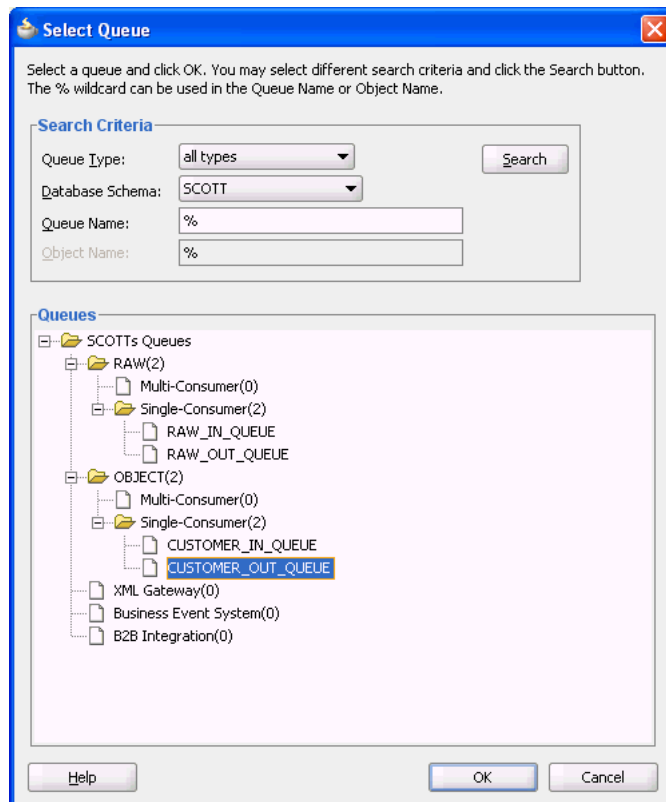 Select Queue
Select a queue and click OK. You may select different search criteria and click the Search button.
The % wildcard can be used in the Queue Name or Object Name.
Search Criteria
Queue Type: all types Search
Database Schema: SCOTT
Queue Name: %
Object Name: %
Queues
SCOTTs Queues
RAW(2)
Multi-Consumer(0)
Single-Consumer(2)
RAW_IN_QUEUE
RAW_OUT_QUEUE
OBJECT(2)
Multi-Consumer(0)
Single-Consumer(2)
CUSTOMER_IN_QUEUE
CUSTOMER_OUT_QUEUE
XML Gateway(0)
Business Event System(0)
B2B Integration(0)
Help OK Cancel